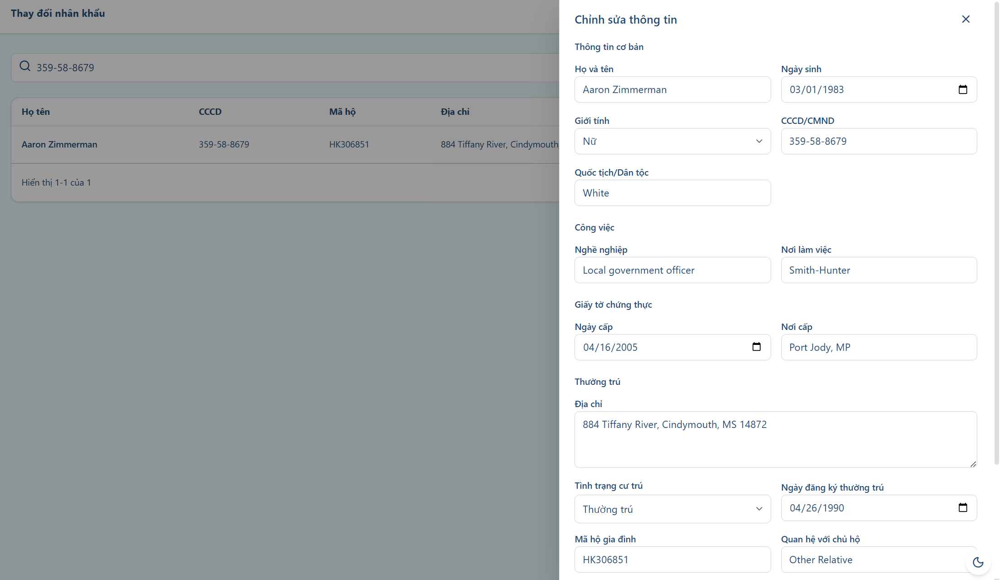 Thay đổi nhân khẩu
359-58-8679
Họ tên CCCD Mã hộ Địa chỉ
Aaron Zimmerman 359-58-8679 HK306851 884 Tiffany River, Cindymouth,
Hiển thị 1-1 của 1
Chỉnh sửa thông tin
Thông tin cơ bản
Họ và tên Ngày sinh
Aaron Zimmerman 03/01/1983
Giới tính CCCD/CMND
Nữ 359-58-8679
Quốc tịch/Dân tộc
White
Công việc
Nghề nghiệp Nơi làm việc
Local government officer Smith-Hunter
Giấy tờ chứng thực
Ngày cấp Nơi cấp
04/16/2005 Port Jody, MP
Thường trú
Địa chỉ
884 Tiffany River, Cindymouth, MS 14872
Tình trạng cư trú Ngày đăng ký thường trú
Thường trú 04/26/1990
Mã hộ gia đình Quan hệ với chủ hộ
HK306851 Other Relative